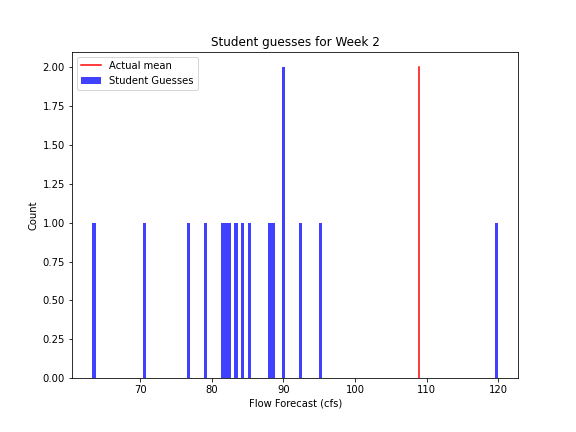 Student guesses for Week 2
Actual mean
Student Guesses
2.00
1.75
1.50
1.25
1.00
0.75
0.50
0.25
0.00
Count
70 80 90 100 110 120
Flow Forecast (cfs)